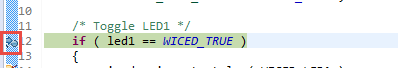 10
11 /* Toggle LED1 */
12 if ( led1 == WICED_TRUE )
13 {